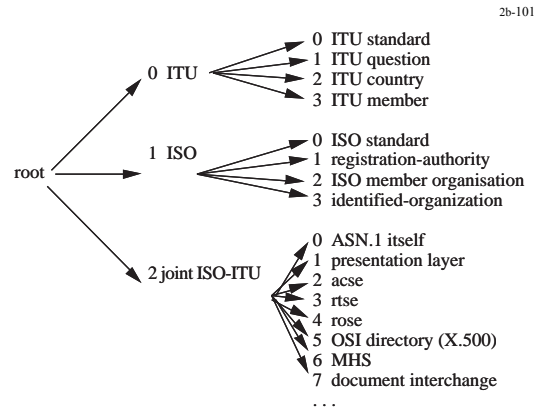 2b-101
root
0 ITU
0 ITU standard
1 ITU question
2 ITU country
3 ITU member
1 ISO
0 ISO standard
1 registration-authority
2 ISO member organisation
3 identified-organization
2 joint ISO-ITU
0 ASN.1 itself
1 presentation layer
2 acse
3 rtse
4 rose
5 OSI directory (X.500)
6 MHS
7 document interchange
. . .